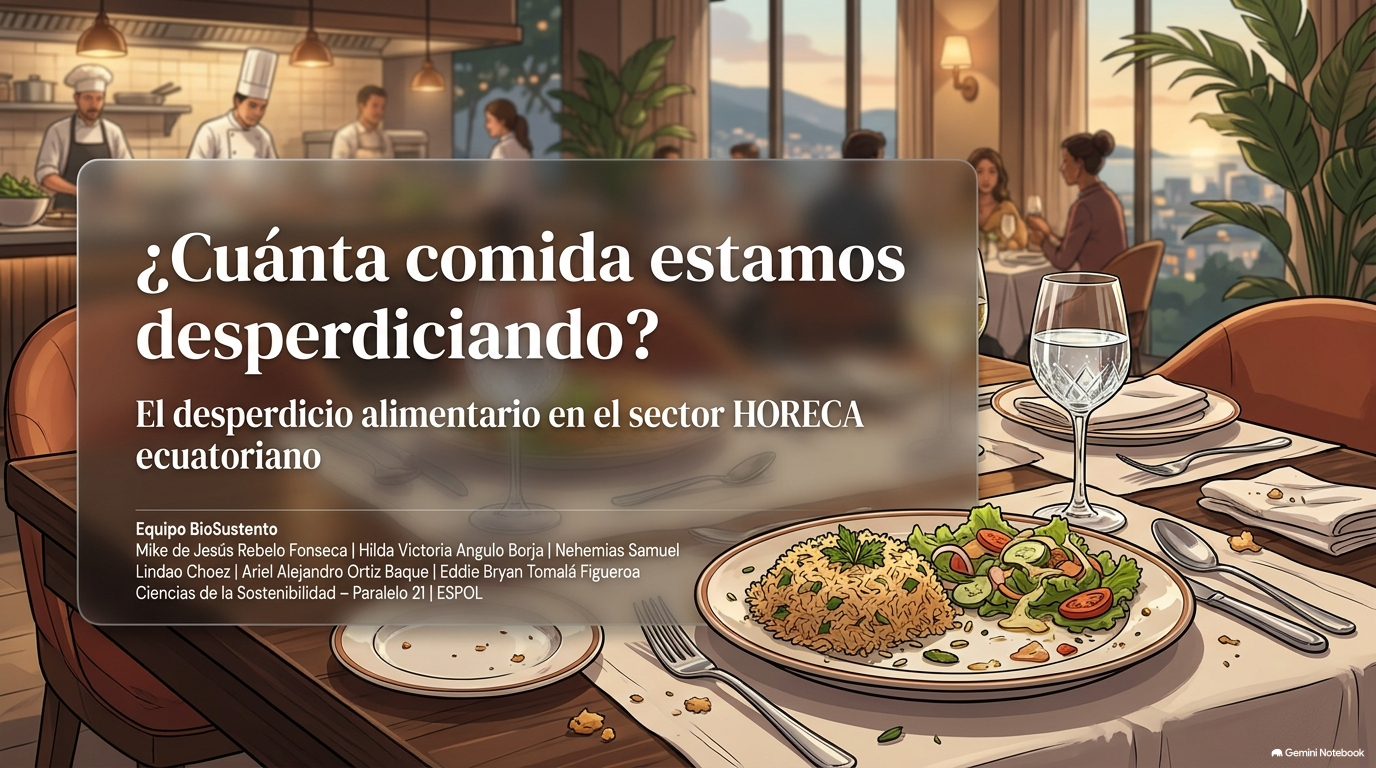 ¿Cuánta comida estamos
desperdiciando?
El desperdicio alimentario en el sector HORECA
ecuatoriano
Equipo BioSustento
Mike de Jesús Rebelo Fonseca | Hilda Victoria Angulo Borja | Nehemias Samuel
Lindao Choez | Ariel Alejandro Ortiz Baque | Eddie Bryan Tomalá Figueroa
Ciencias de la Sostenibilidad – Paralelo 21 | ESPOL
Gemini Notebook